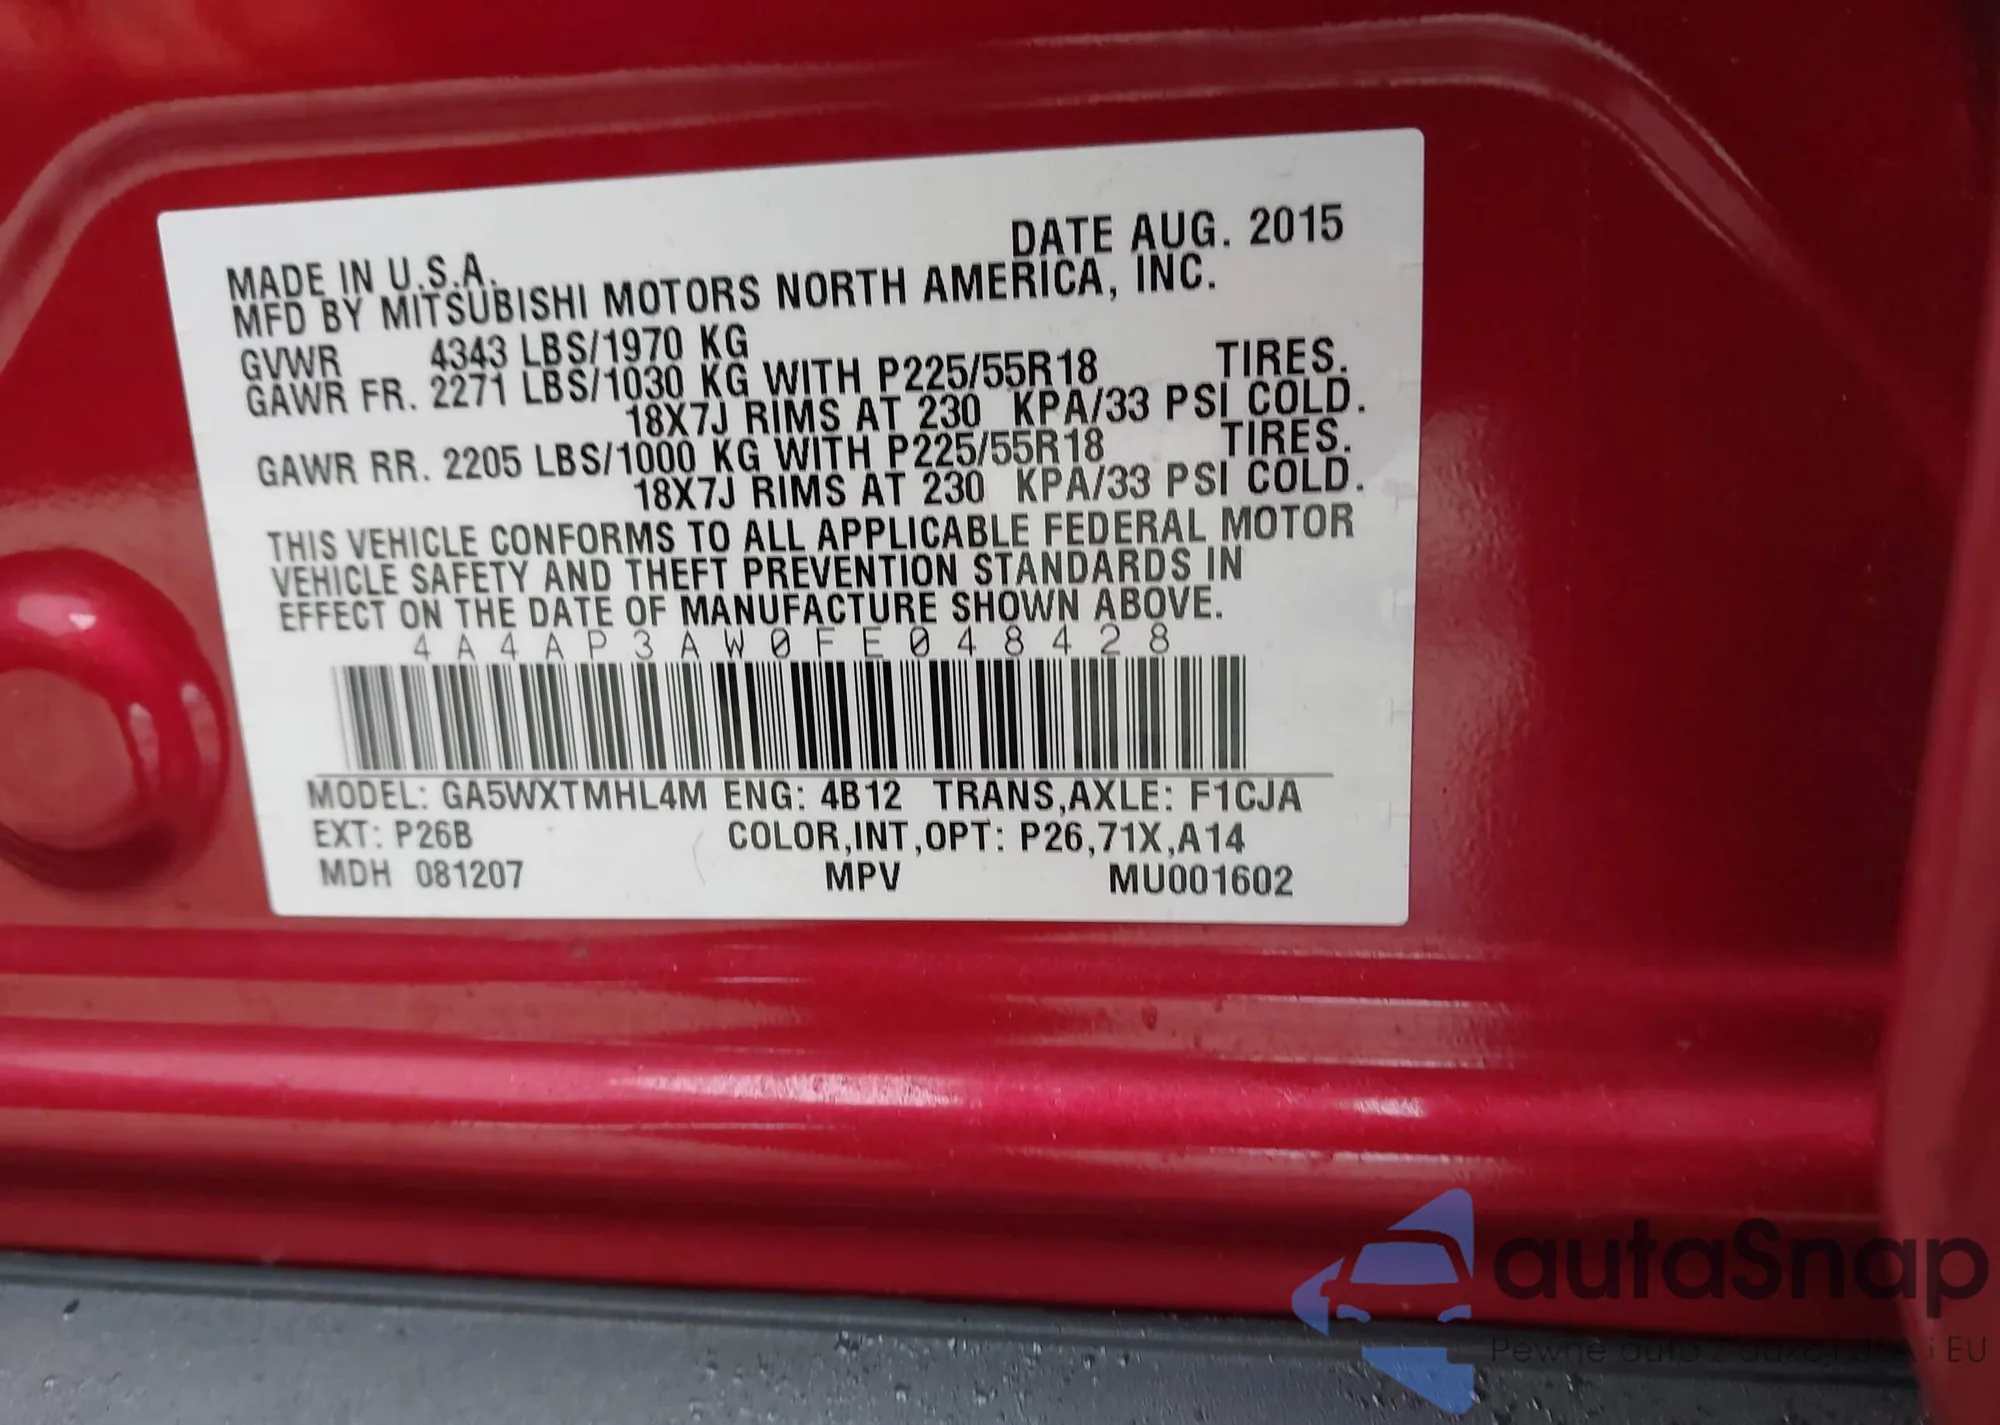 DATE AUG. 2015
MADE IN U.S.A.
MFD BY MITSUBISHI MOTORS NORTH AMERICA, INC.
GVWR 4343 LBS/1970 KG
GAWR FR. 2271 LBS/1030 KG WITH P225/55R18 TIRES.
18X7J RIMS AT 230 KPA/33 PSI COLD.
GAWR RR. 2205 LBS/1000 KG WITH P225/55R18 TIRES.
18X7J RIMS AT 230 KPA/33 PSI COLD.
THIS VEHICLE CONFORMS TO ALL APPLICABLE FEDERAL MOTOR
VEHICLE SAFETY AND THEFT PREVENTION STANDARDS IN
EFFECT ON THE DATE OF MANUFACTURE SHOWN ABOVE.
4A4AP3AW0FE048428
MODEL: GA5WXTMHL4M ENG: 4B12 TRANS,AXLE: F1CJA
EXT: P26B COLOR,INT,OPT: P26,71X,A14
MDH 081207 MPV MU001602
autaSnap
Pewne auto z i EU